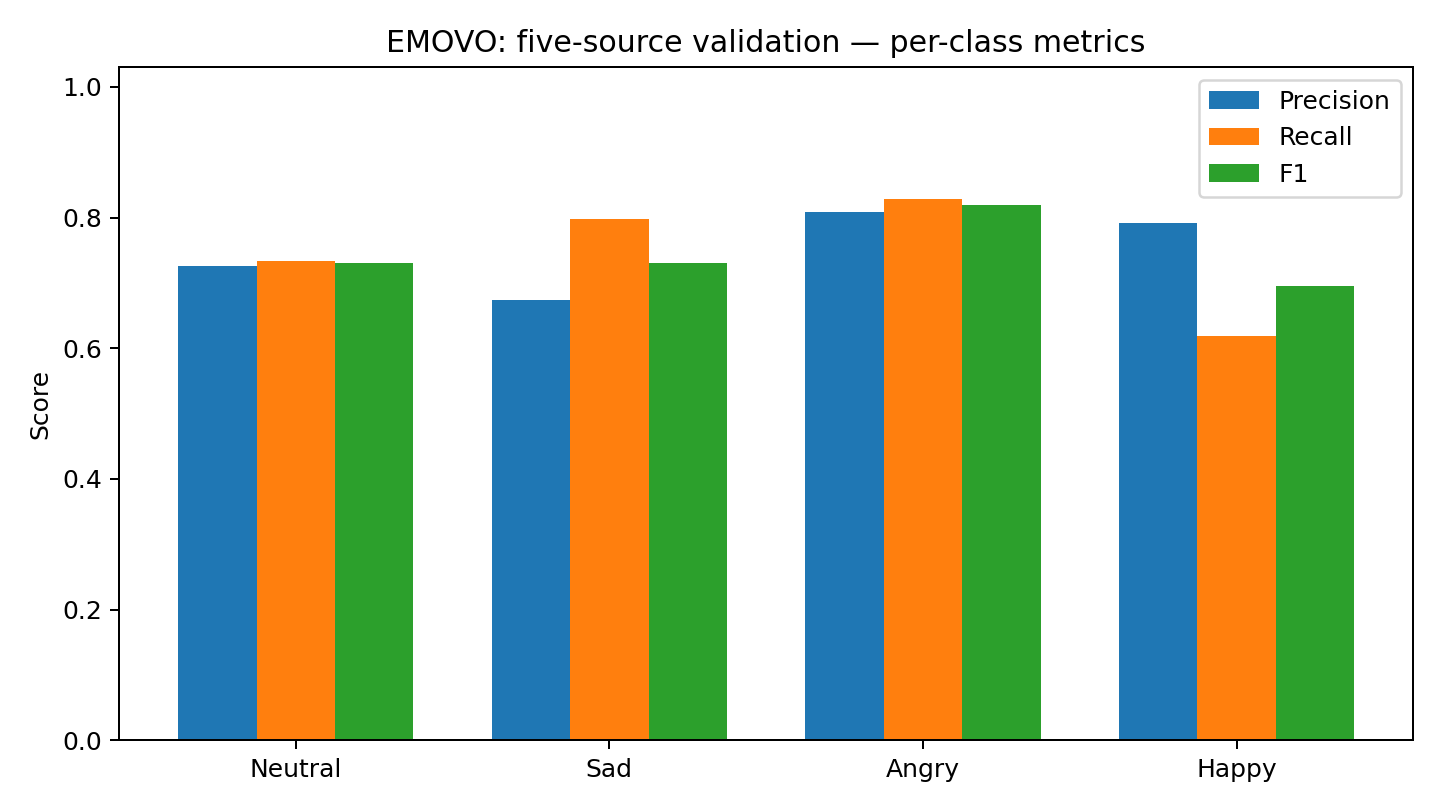 EMOVO: five-source validation — per-class metrics
1.0
0.8
0.6
0.4
0.2
0.0
Score
Precision
Recall
F1
Neutral
Sad
Angry
Happy